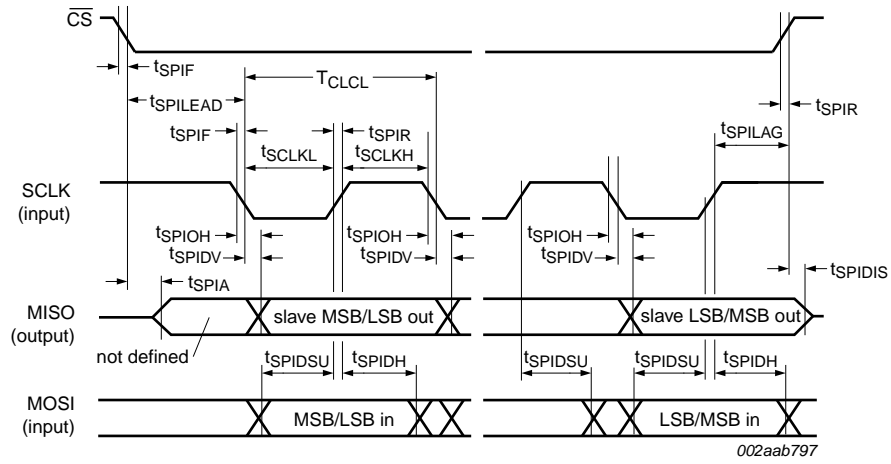 CS
tSPIF
TCLCL
tSPILEAD
tSPIR
tSPIF
tSPIR
tSPILAG
tSCLKL
tSCLKH
SCLK
(input)
tSPIOH
tSPIOH
tSPIOH
tSPIDV
tSPIDV
tSPIDV
tSPIA
tSPIDIS
MISO
(output)
slave MSB/LSB out
slave LSB/MSB out
not defined
tSPIDSU
tSPIDH
tSPIDSU
tSPIDSU
tSPIDH
MOSI
(input)
MSB/LSB in
LSB/MSB in
002aab797